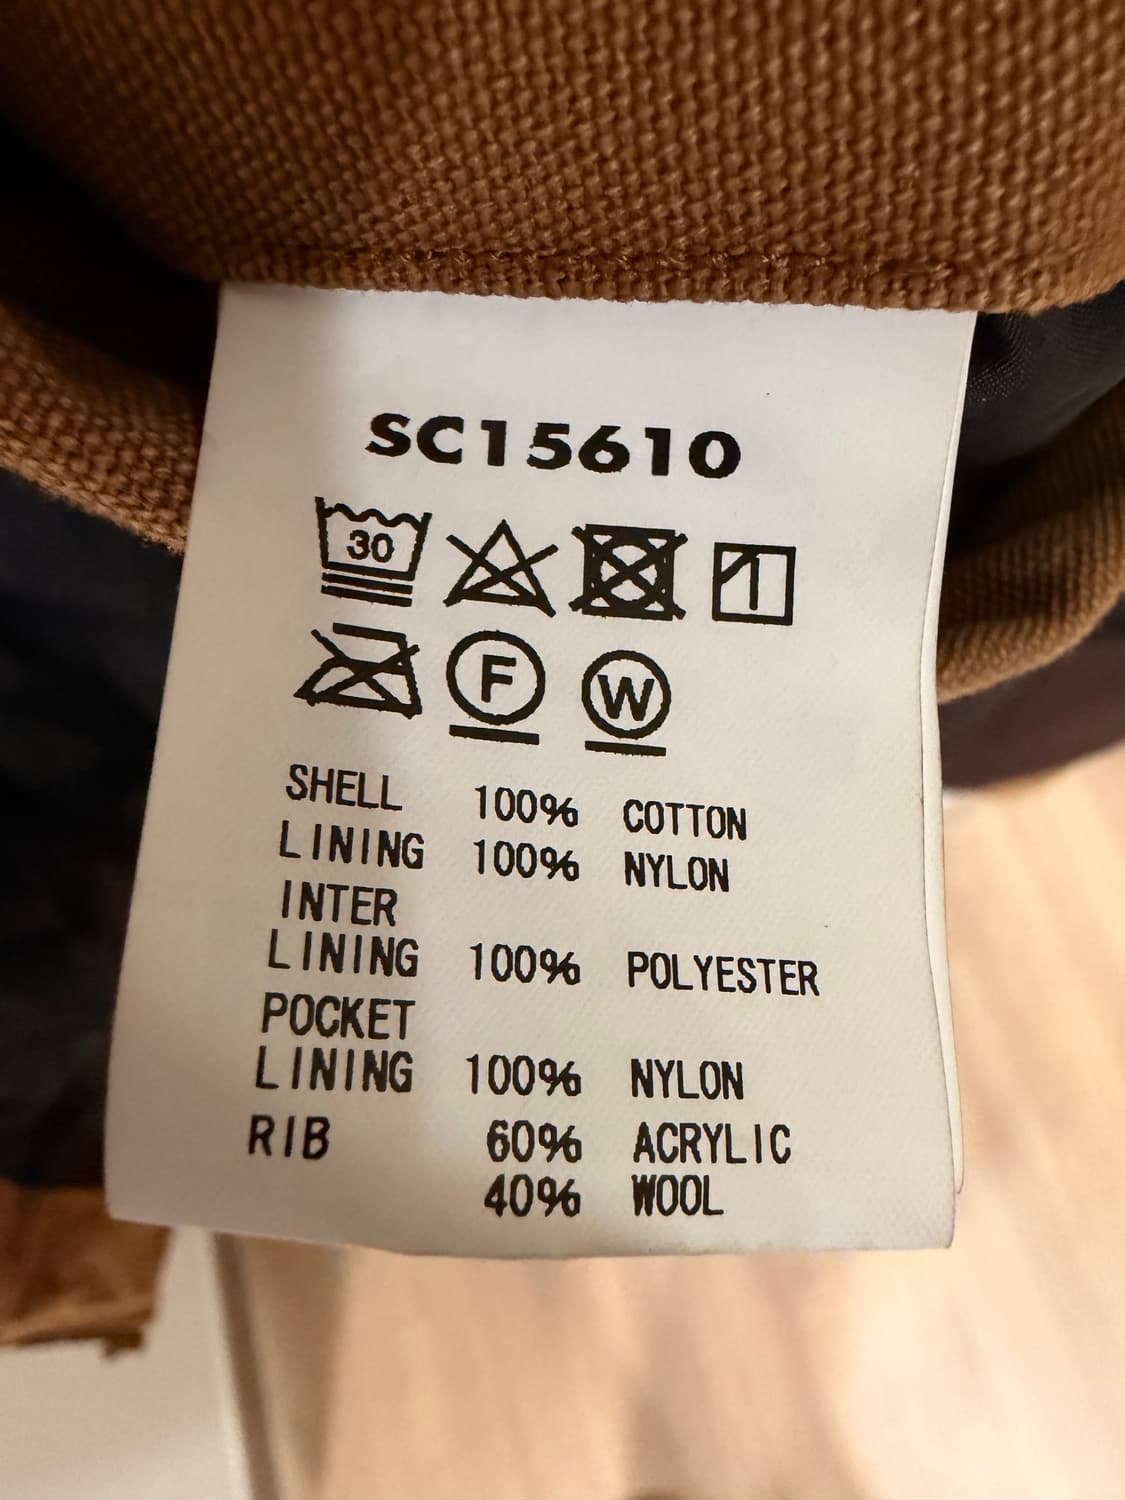 SC15610
30
F W
SHELL 100% COTTON
LINING 100% NYLON
INTER
LINING 100% POLYESTER
POCKET
LINING 100% NYLON
RIB 60% ACRYLIC
40% WOOL